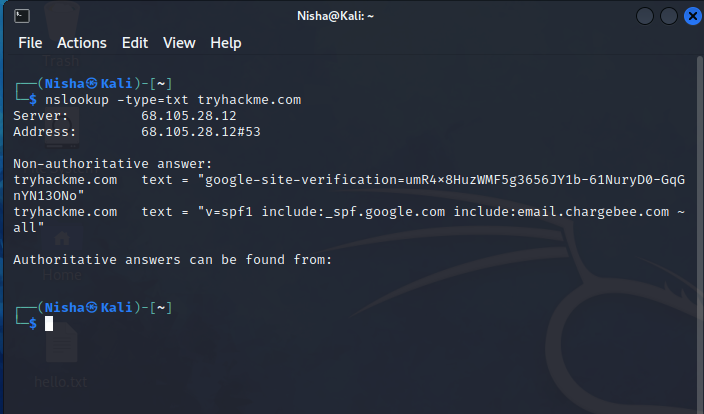 Nisha@Kali: ~
File Actions Edit View Help
Trash
┌──(Nisha㉿Kali)-[~]
└─$ nslookup -type=txt tryhackme.com
Server: 68.105.28.12
Address: 68.105.28.12#53
Non-authoritative answer:
tryhackme.com text = "google-site-verification=umR4×8HuzWMF5g3656JY1b-61NuryD0-GqG
nYN13ONo"
tryhackme.com text = "v=spf1 include:_spf.google.com include:email.chargebee.com ~
all"
Authoritative answers can be found from:
Home
┌──(Nisha㉿Kali)-[~]
└─$
hello.txt